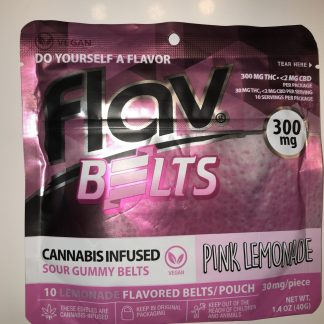 VEGAN
DO YOURSELF A FLAVOR
TEAR HERE
300 MG THC • <2 MG CBD
PER PACKAGE
30 MG THC, <2 MG CBD PER SERVING
10 SERVINGS PER PACKAGE
flav®
300
mg
BELTS
CANNABIS INFUSED
SOUR GUMMY BELTS
VEGAN
PINK LEMONADE
10 LEMONADE FLAVORED BELTS/POUCH
30mg/piece
THESE EDIBLES ARE
CANNABIS-INFUSED
KEEP IN ORIGINAL
PACKAGING
KEEP OUT OF THE
REACH OF CHILDREN
AND ANIMALS
NET WT.
1.4 OZ (40G)